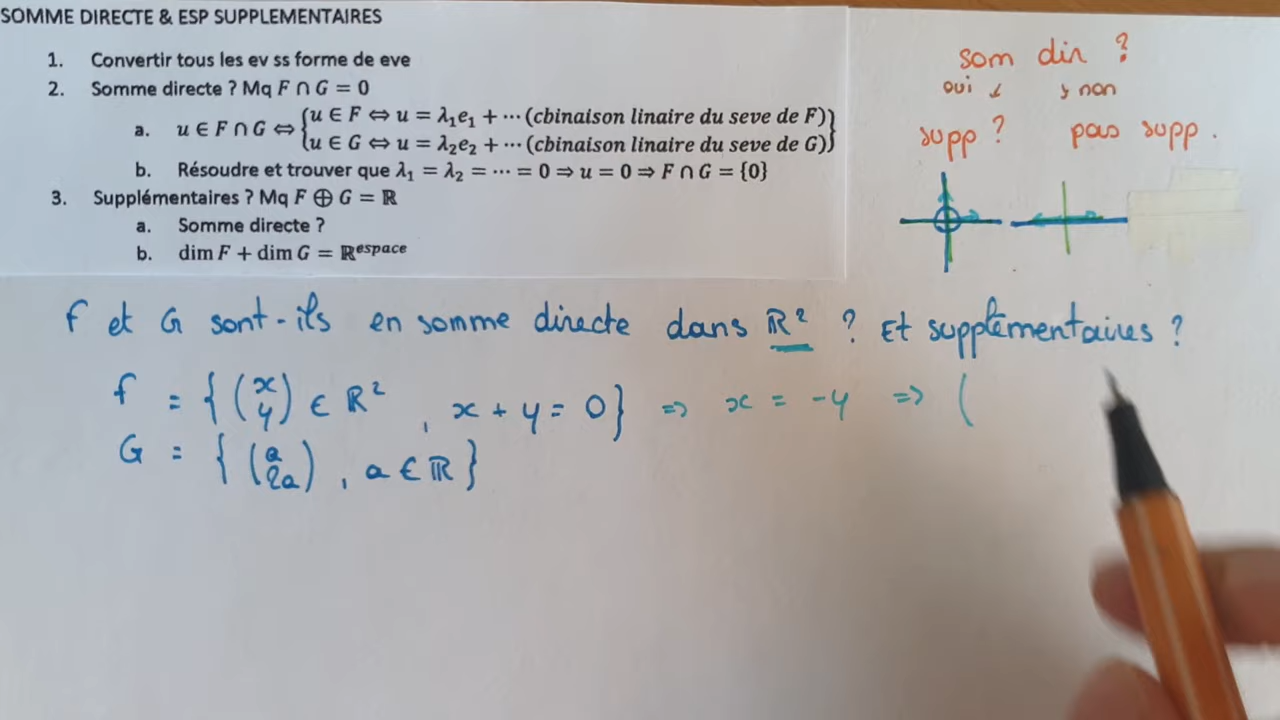 SOMME DIRECTE & ESP SUPPLEMENTAIRES
1. Convertir tous les ev ss forme de eve
2. Somme directe ? Mq F ∩ G = 0
a. u ∈ F ∩ G ⇔ {u ∈ F ⇔ u = λ₁e₁ + ⋯ (cbinaison linaire du seve de F)
u ∈ G ⇔ u = λ₂e₂ + ⋯ (cbinaison linaire du seve de G)}
b. Résoudre et trouver que λ₁ = λ₂ = ⋯ = 0 ⇒ u = 0 ⇒ F ∩ G = {0}
3. Supplémentaires ? Mq F ⊕ G = ℝ
a. Somme directe ?
b. dim F + dim G = ℝᵉˢᵖᵃᶜᵉ
som dir ?
oui ↙ ↘ non
supp ? pas supp.
F et G sont-ils en somme directe dans ℝ² ? Et supplémentaires ?
F = {(x y) ∈ ℝ², x + y = 0} ⇒ x = -y ⇒ (
G = {(a 2a), a ∈ ℝ}